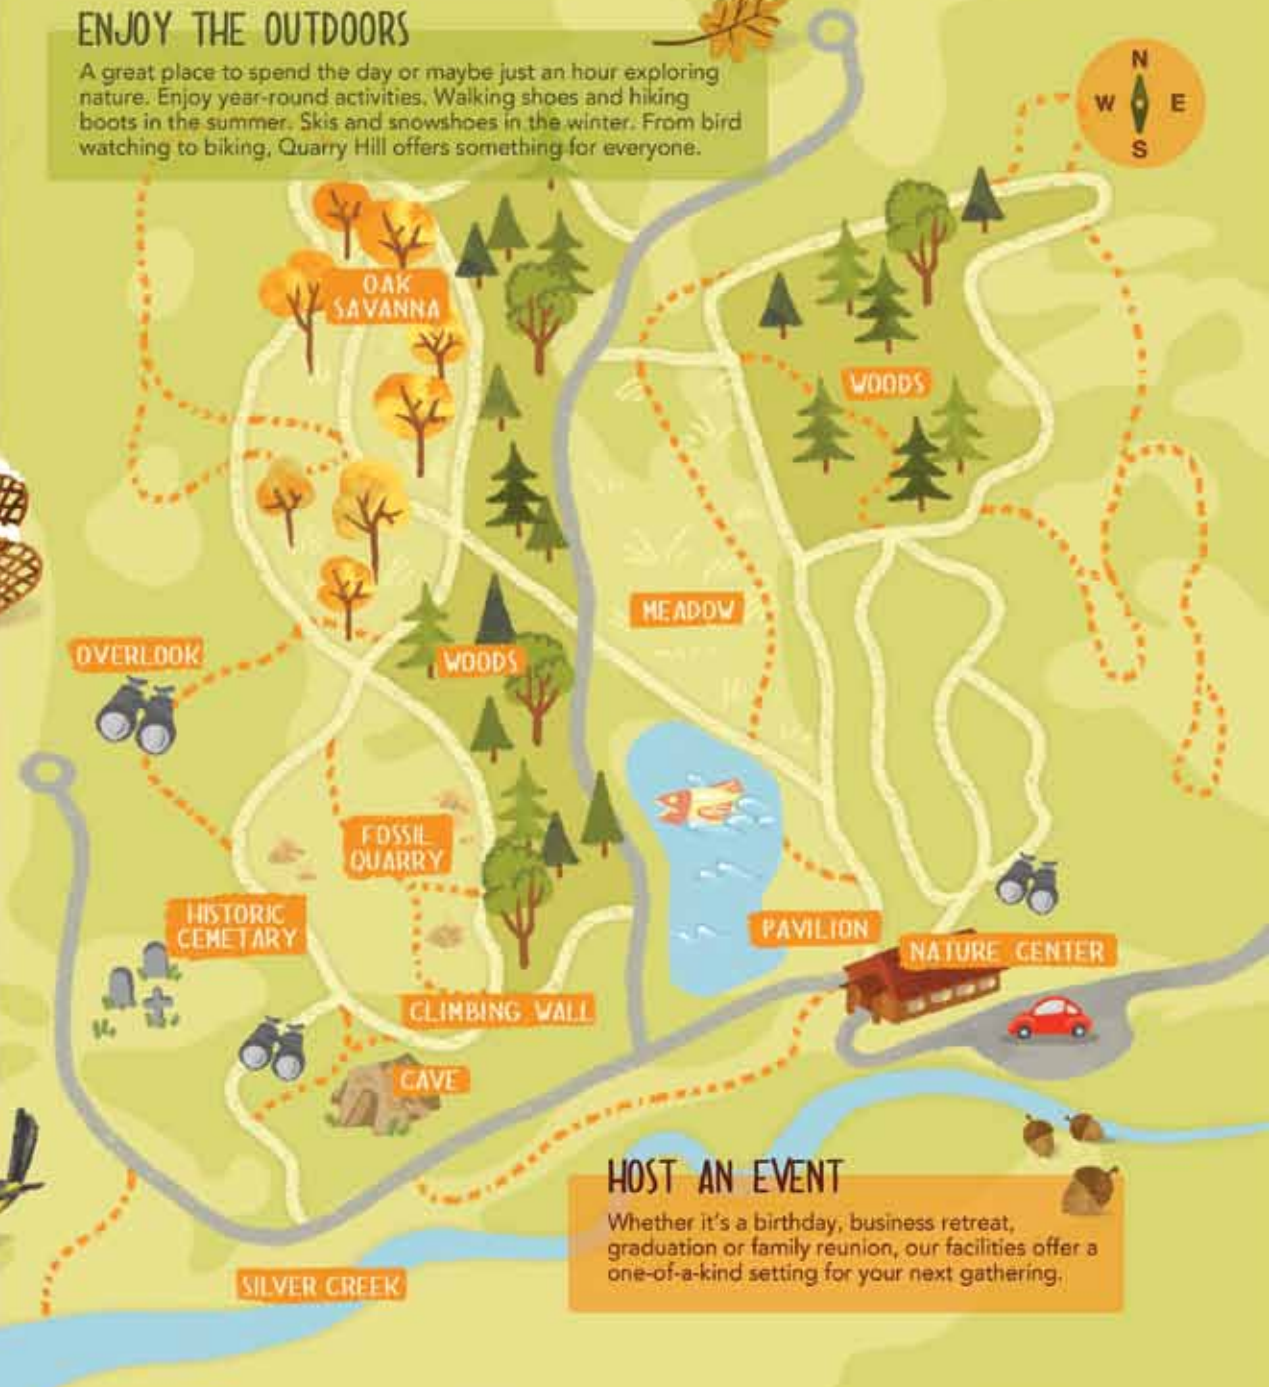 ENJOY THE OUTDOORS
A great place to spend the day or maybe just an hour exploring
nature. Enjoy year-round activities. Walking shoes and hiking
boots in the summer. Skis and snowshoes in the winter. From bird
watching to biking, Quarry Hill offers something for everyone.
N
W E
S
OAK
SAVANNA
WOODS
MEADOW
OVERLOOK
WOODS
FOSSIL
QUARRY
HISTORIC
CEMETARY
PAVILION
NATURE CENTER
CLIMBING WALL
CAVE
HOST AN EVENT
Whether it's a birthday, business retreat,
graduation or family reunion, our facilities offer a
one-of-a-kind setting for your next gathering.
SILVER CREEK